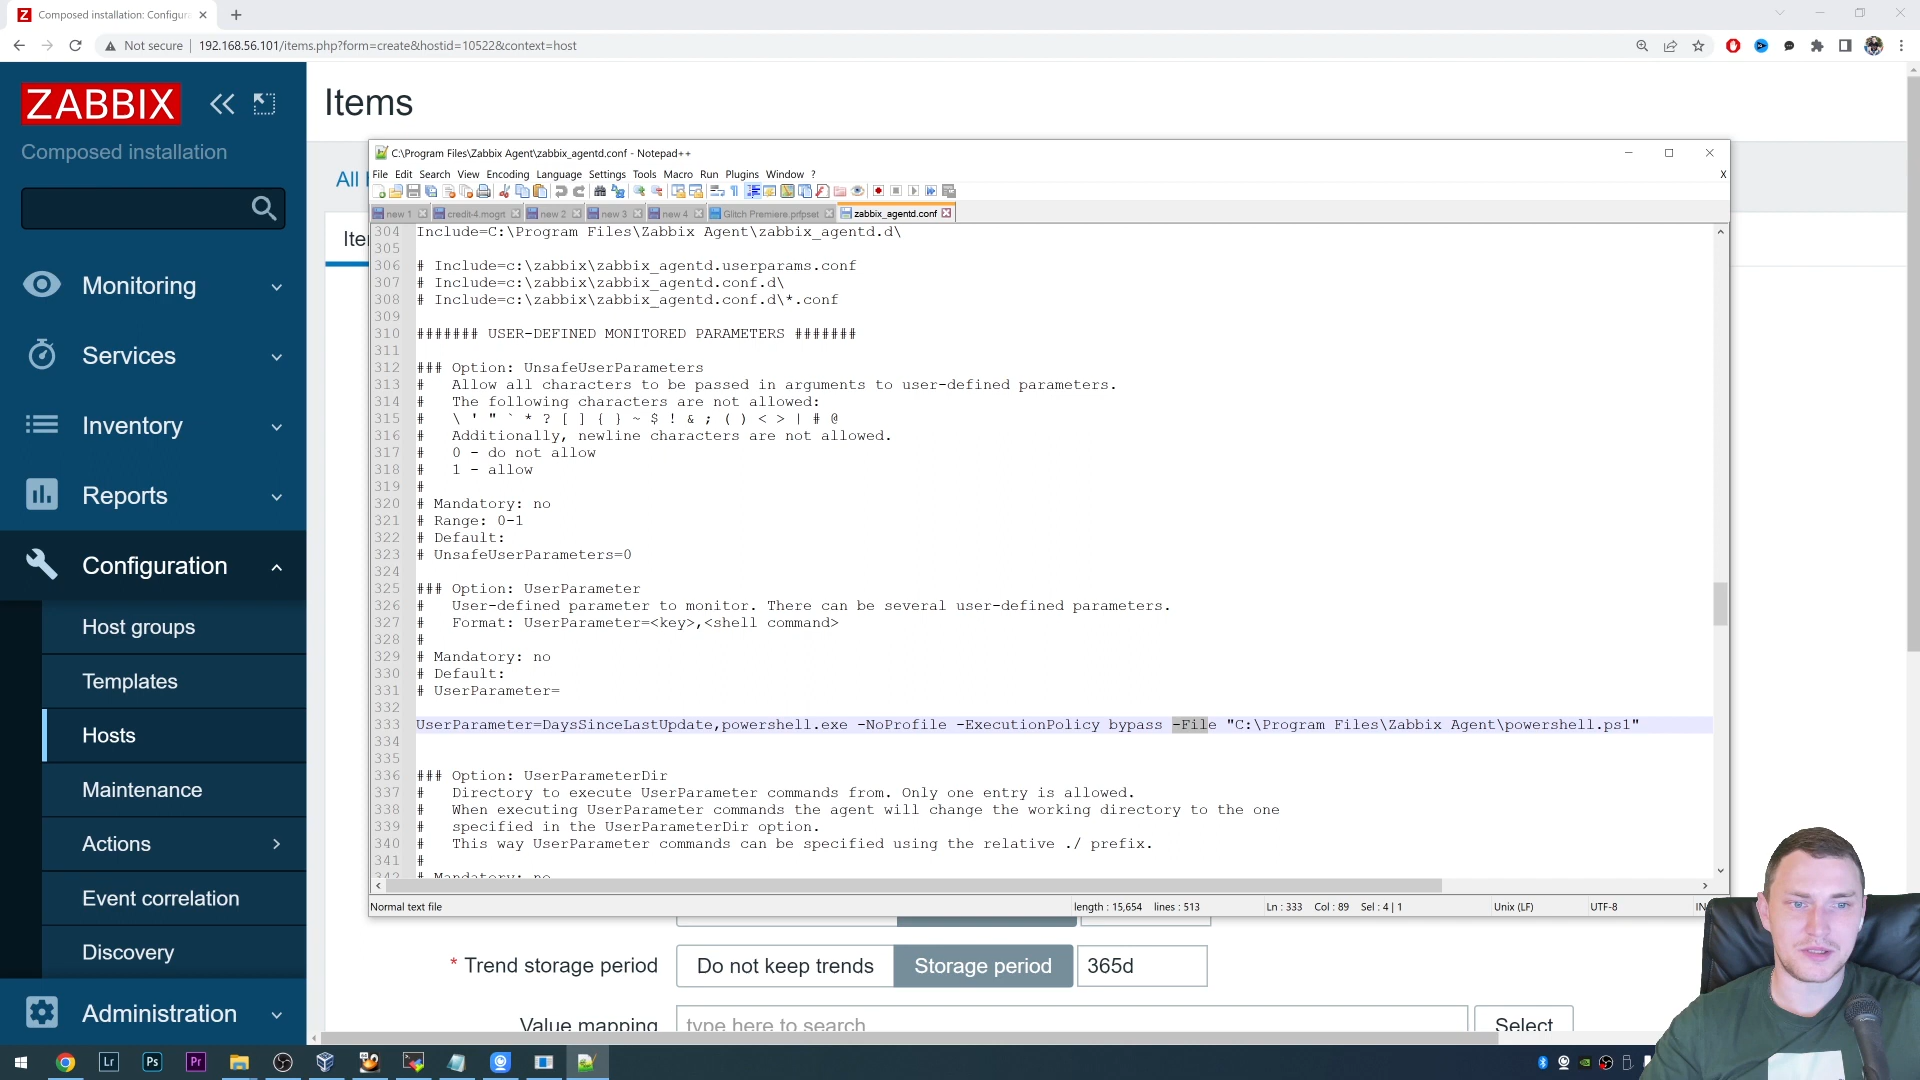 Composed installation: Configura
Not secure
192.168.56.101/items.php?form=create&hostid=10522&context=host
ZABBIX
Composed installation
Monitoring
Services
Inventory
Reports
Configuration
Host groups
Templates
Hosts
Maintenance
Actions
Event correlation
Discovery
Administration
Items
All
C:\Program Files\Zabbix Agent\zabbix_agentd.conf - Notepad++
File Edit Search View Encoding Language Settings Tools Macro Run Plugins Window ?
X
new 1
credit-4.mogrt
new 2
new 3
new 4
Glitch Premiere.prfpset
zabbix_agentd.conf
304 Include=C:\Program Files\Zabbix Agent\zabbix_agentd.d\
305
306 # Include=c:\zabbix\zabbix_agentd.userparams.conf
307 # Include=c:\zabbix\zabbix_agentd.conf.d\
308 # Include=c:\zabbix\zabbix_agentd.conf.d\*.conf
309
310 ####### USER-DEFINED MONITORED PARAMETERS #######
311
312 ### Option: UnsafeUserParameters
313 # Allow all characters to be passed in arguments to user-defined parameters.
314 # The following characters are not allowed:
315 # \ ' " ` * ? [ ] { } ~ $ ! & ; ( ) < > | # @
316 # Additionally, newline characters are not allowed.
317 # 0 - do not allow
318 # 1 - allow
319 #
320 # Mandatory: no
321 # Range: 0-1
322 # Default:
323 # UnsafeUserParameters=0
324
325 ### Option: UserParameter
326 # User-defined parameter to monitor. There can be several user-defined parameters.
327 # Format: UserParameter=<key>,<shell command>
328 #
329 # Mandatory: no
330 # Default:
331 # UserParameter=
332
333 UserParameter=DaysSinceLastUpdate,powershell.exe -NoProfile -ExecutionPolicy bypass -File "C:\Program Files\Zabbix Agent\powershell.ps1"
334
335
336 ### Option: UserParameterDir
337 # Directory to execute UserParameter commands from. Only one entry is allowed.
338 # When executing UserParameter commands the agent will change the working directory to the one
339 # specified in the UserParameterDir option.
340 # This way UserParameter commands can be specified using the relative ./ prefix.
341 #
342 # Mandatory: no
Normal text file
length : 15,654 lines : 513
Ln : 333 Col : 89 Sel : 4 | 1
Unix (LF)
UTF-8
IN
* Trend storage period
Do not keep trends
Storage period
365d
Value mapping
type here to search
Select
Lr
Ps
Pr